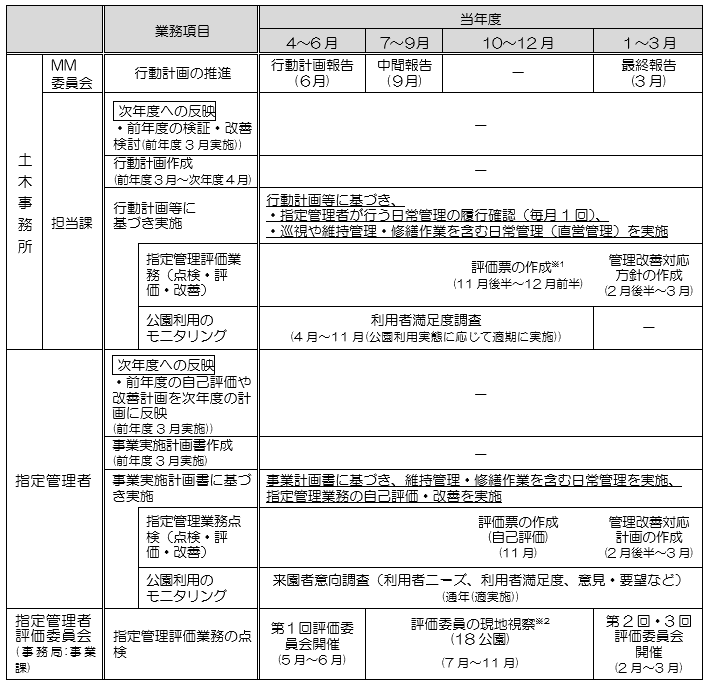 業務項目
当年度
4～6月
7～9月
10～12月
1～3月
土木事務所
MM
委員会
行動計画の推進
行動計画報告
(6月)
中間報告
(9月)
－
最終報告
(3月)
担当課
次年度への反映
・前年度の検証・改善
検討(前年度3月実施))
－
行動計画作成
(前年度3月～次年度4月)
－
行動計画等に
基づき実施
行動計画等に基づき、
・指定管理者が行う日常管理の履行確認（毎月1回）、
・巡視や維持管理・修繕作業を含む日常管理（直営管理）を実施
指定管理評価業
務（点検・評
価・改善）
評価票の作成※1
(11月後半～12月前半)
管理改善対応
方針の作成
(2月後半～3月)
公園利用の
モニタリング
利用者満足度調査
(4月～11月(公園利用実態に応じて適期に実施))
－
指定管理者
次年度への反映
・前年度の自己評価や
改善計画を次年度の計
画に反映
(前年度3月実施))
－
事業実施計画書作成
(前年度3月実施)
－
事業実施計画書に基づ
き実施
事業計画書に基づき、維持管理・修繕作業を含む日常管理を実施、
指定管理業務の自己評価・改善を実施
指定管理業務点
検（点検・評
価・改善）
評価票の作成
(自己評価)
(11月)
管理改善対応
計画の作成
(2月後半～3月)
公園利用の
モニタリング
来園者意向調査（利用者ニーズ、利用者満足度、意見・要望など）
(通年(適実施))
指定管理者
評価委員会
(事務局:事業
課)
指定管理評価業務の点
検
第1回評価委
員会開催
(5月～6月)
評価委員の現地視察※2
(18公園)
(7月～11月)
第2回・3回
評価委員会
開催
(2月～3月)